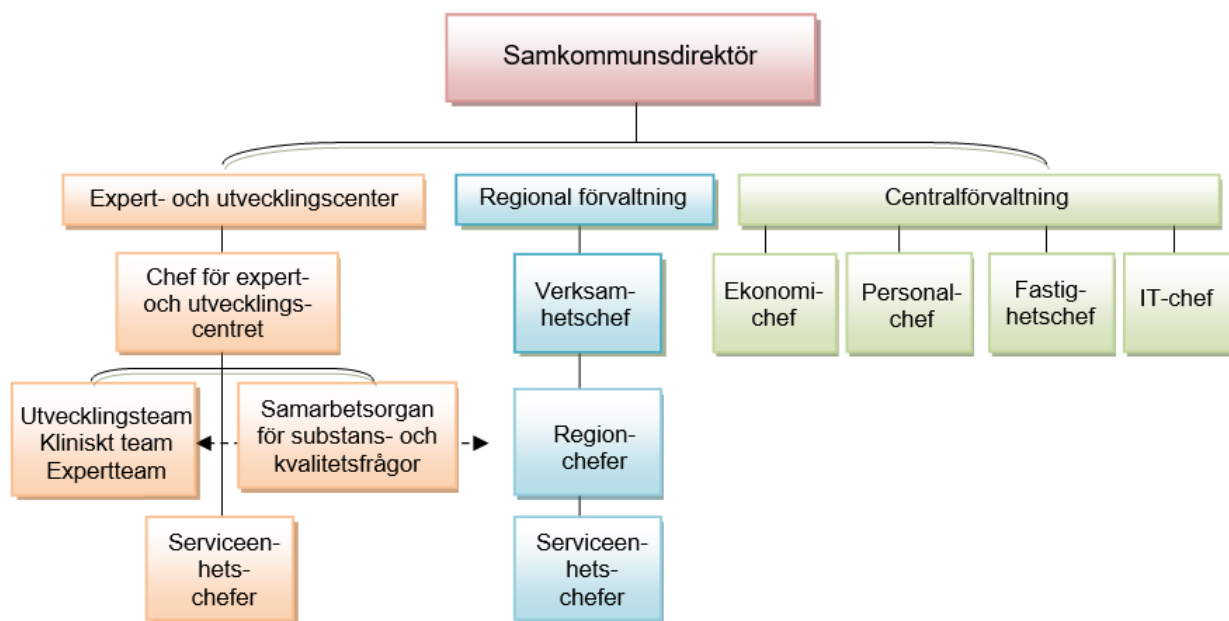 Samkommunsdirektör
Expert- och utvecklingscenter
Regional förvaltning
Centralförvaltning
Chef för expert-
och utvecklings-
centret
Verksam-
hetschef
Ekonomi-
chef
Personal-
chef
Fastig-
hetschef
IT-chef
Utvecklingsteam
Kliniskt team
Expertteam
Samarbetsorgan
för substans- och
kvalitetsfrågor
Region-
chefer
Serviceen-
hets-
chefer
Serviceen-
hets-
chefer